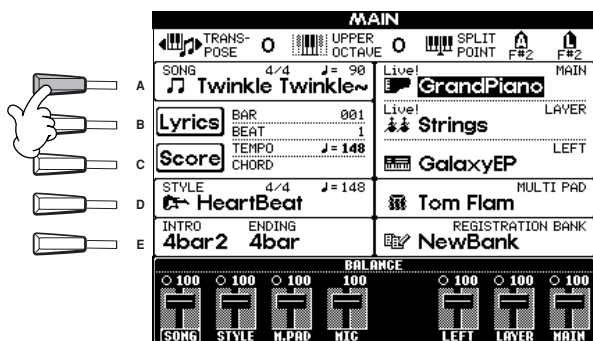 MAIN
TRANS-
POSE 0
UPPER
OCTAVE 0
SPLIT
POINT
F#2
F#2
A
SONG 4/4 ♩= 90
Twinkle Twinkle~
Live! MAIN
GrandPiano
B
Lyrics
BAR 001
BEAT 1
Live! LAYER
Strings
C
Score
TEMPO ♩=148
CHORD
LEFT
GalaxyEP
D
STYLE 4/4 ♩=148
HeartBeat
MULTI PAD
Tom Flam
E
INTRO ENDING
4bar2 4bar
REGISTRATION BANK
NewBank
BALANCE
100 100 100 100 100 100 100
SONG STYLE M.PAD MIC LEFT LAYER MAIN